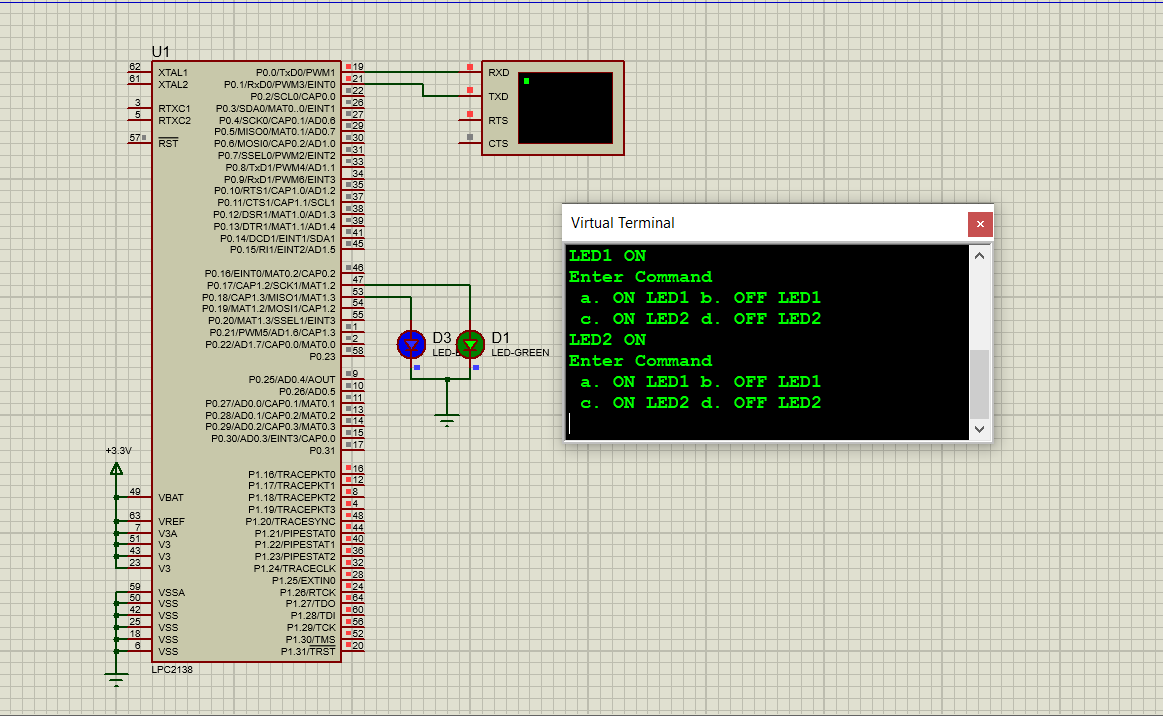 U1
62 XTAL1
61 XTAL2
3 RTXC1
5 RTXC2
57 RST
P0.0/TxD0/PWM1 19
P0.1/RxD0/PWM3/EINT0 21
P0.2/SCL0/CAP0.0 22
P0.3/SDA0/MAT0..0/EINT1 26
P0.4/SCK0/CAP0.1/AD0.6 27
P0.5/MISO0/MAT0.1/AD0.7 29
P0.6/MOSI0/CAP0.2/AD1.0 30
P0.7/SSEL0/PWM2/EINT2 31
P0.8/TxD1/PWM4/AD1.1 33
P0.9/RxD1/PWM6/EINT3 34
P0.10/RTS1/CAP1.0/AD1.2 35
P0.11/CTS1/CAP1.1/SCL1 37
P0.12/DSR1/MAT1.0/AD1.3 38
P0.13/DTR1/MAT1.1/AD1.4 39
P0.14/DCD1/EINT1/SDA1 41
P0.15/RI1/EINT2/AD1.5 45
P0.16/EINT0/MAT0.2/CAP0.2 46
P0.17/CAP1.2/SCK1/MAT1.2 47
P0.18/CAP1.3/MISO1/MAT1.3 53
P0.19/MAT1.2/MOSI1/CAP1.2 54
P0.20/MAT1.3/SSEL1/EINT3 55
P0.21/PWM5/AD1.6/CAP1.3 1
P0.22/AD1.7/CAP0.0/MAT0.0 2
P0.23 58
P0.25/AD0.4/AOUT 9
P0.26/AD0.5 10
P0.27/AD0.0/CAP0.1/MAT0.1 11
P0.28/AD0.1/CAP0.2/MAT0.2 13
P0.29/AD0.2/CAP0.3/MAT0.3 14
P0.30/AD0.3/EINT3/CAP0.0 15
P0.31 17
P1.16/TRACEPKT0 16
P1.17/TRACEPKT1 12
P1.18/TRACEPKT2 8
P1.19/TRACEPKT3 4
P1.20/TRACESYNC 48
P1.21/PIPESTAT0 44
P1.22/PIPESTAT1 40
P1.23/PIPESTAT2 36
P1.24/TRACECLK 32
P1.25/EXTIN0 28
P1.26/RTCK 24
P1.27/TDO 64
P1.28/TDI 60
P1.29/TCK 56
P1.30/TMS 52
P1.31/TRST 20
+3.3V
49 VBAT
63 VREF
7 V3A
51 V3
43 V3
23 V3
59 VSSA
50 VSS
42 VSS
25 VSS
18 VSS
6 VSS
LPC2138
RXD
TXD
RTS
CTS
D3
D1
LED-GREEN
Virtual Terminal
LED1 ON
Enter Command
a. ON LED1 b. OFF LED1
c. ON LED2 d. OFF LED2
LED2 ON
Enter Command
a. ON LED1 b. OFF LED1
c. ON LED2 d. OFF LED2